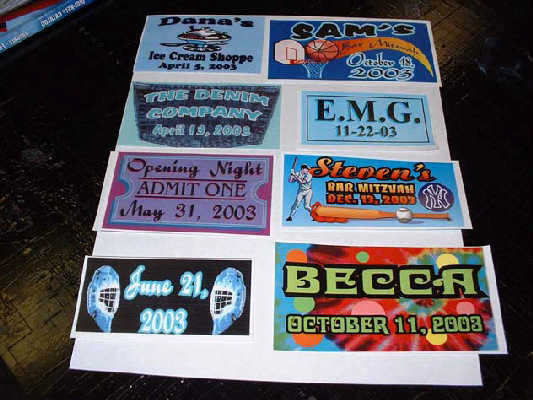 Dana's
Ice Cream Shoppe
April 5, 2003
SAM'S
Bar Mitzvah
October 18,
2003
THE DENIM
COMPANY
April 13, 2003
E.M.G.
11-22-03
Opening Night
ADMIT ONE
May 31, 2003
Steven's
BAR MITZVAH
DEC. 13, 2003
NY
June 21,
2003
BECCA
OCTOBER 11, 2003